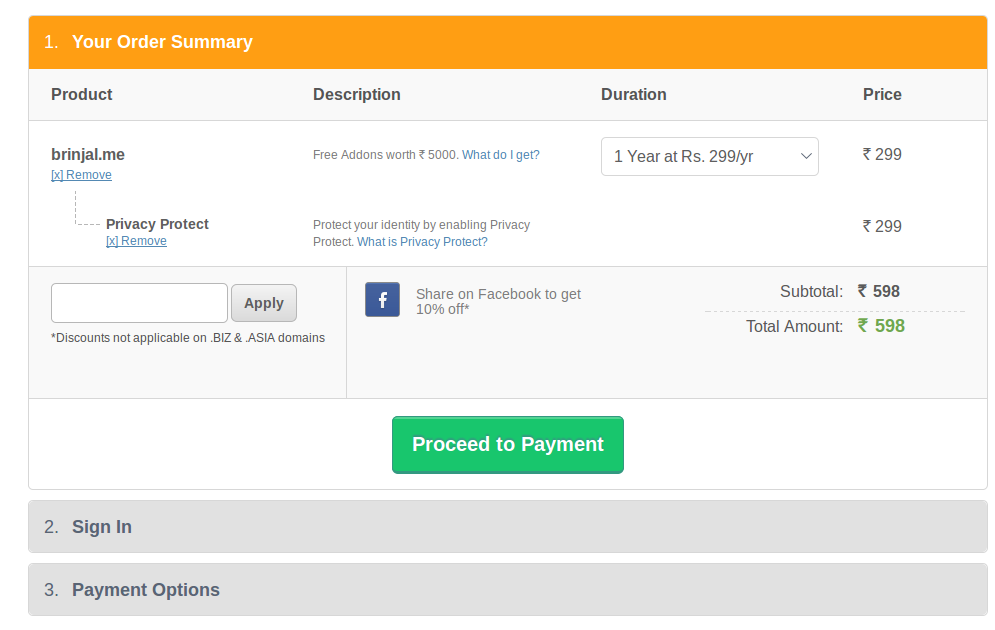 1. Your Order Summary
Product Description Duration Price
brinjal.me Free Addons worth ₹ 5000. What do I get? 1 Year at Rs. 299/yr ₹ 299
[x] Remove
Privacy Protect Protect your identity by enabling Privacy ₹ 299
[x] Remove Protect. What is Privacy Protect?
Apply
*Discounts not applicable on .BIZ & .ASIA domains
f
Share on Facebook to get
10% off*
Subtotal: ₹ 598
Total Amount: ₹ 598
Proceed to Payment
2. Sign In
3. Payment Options